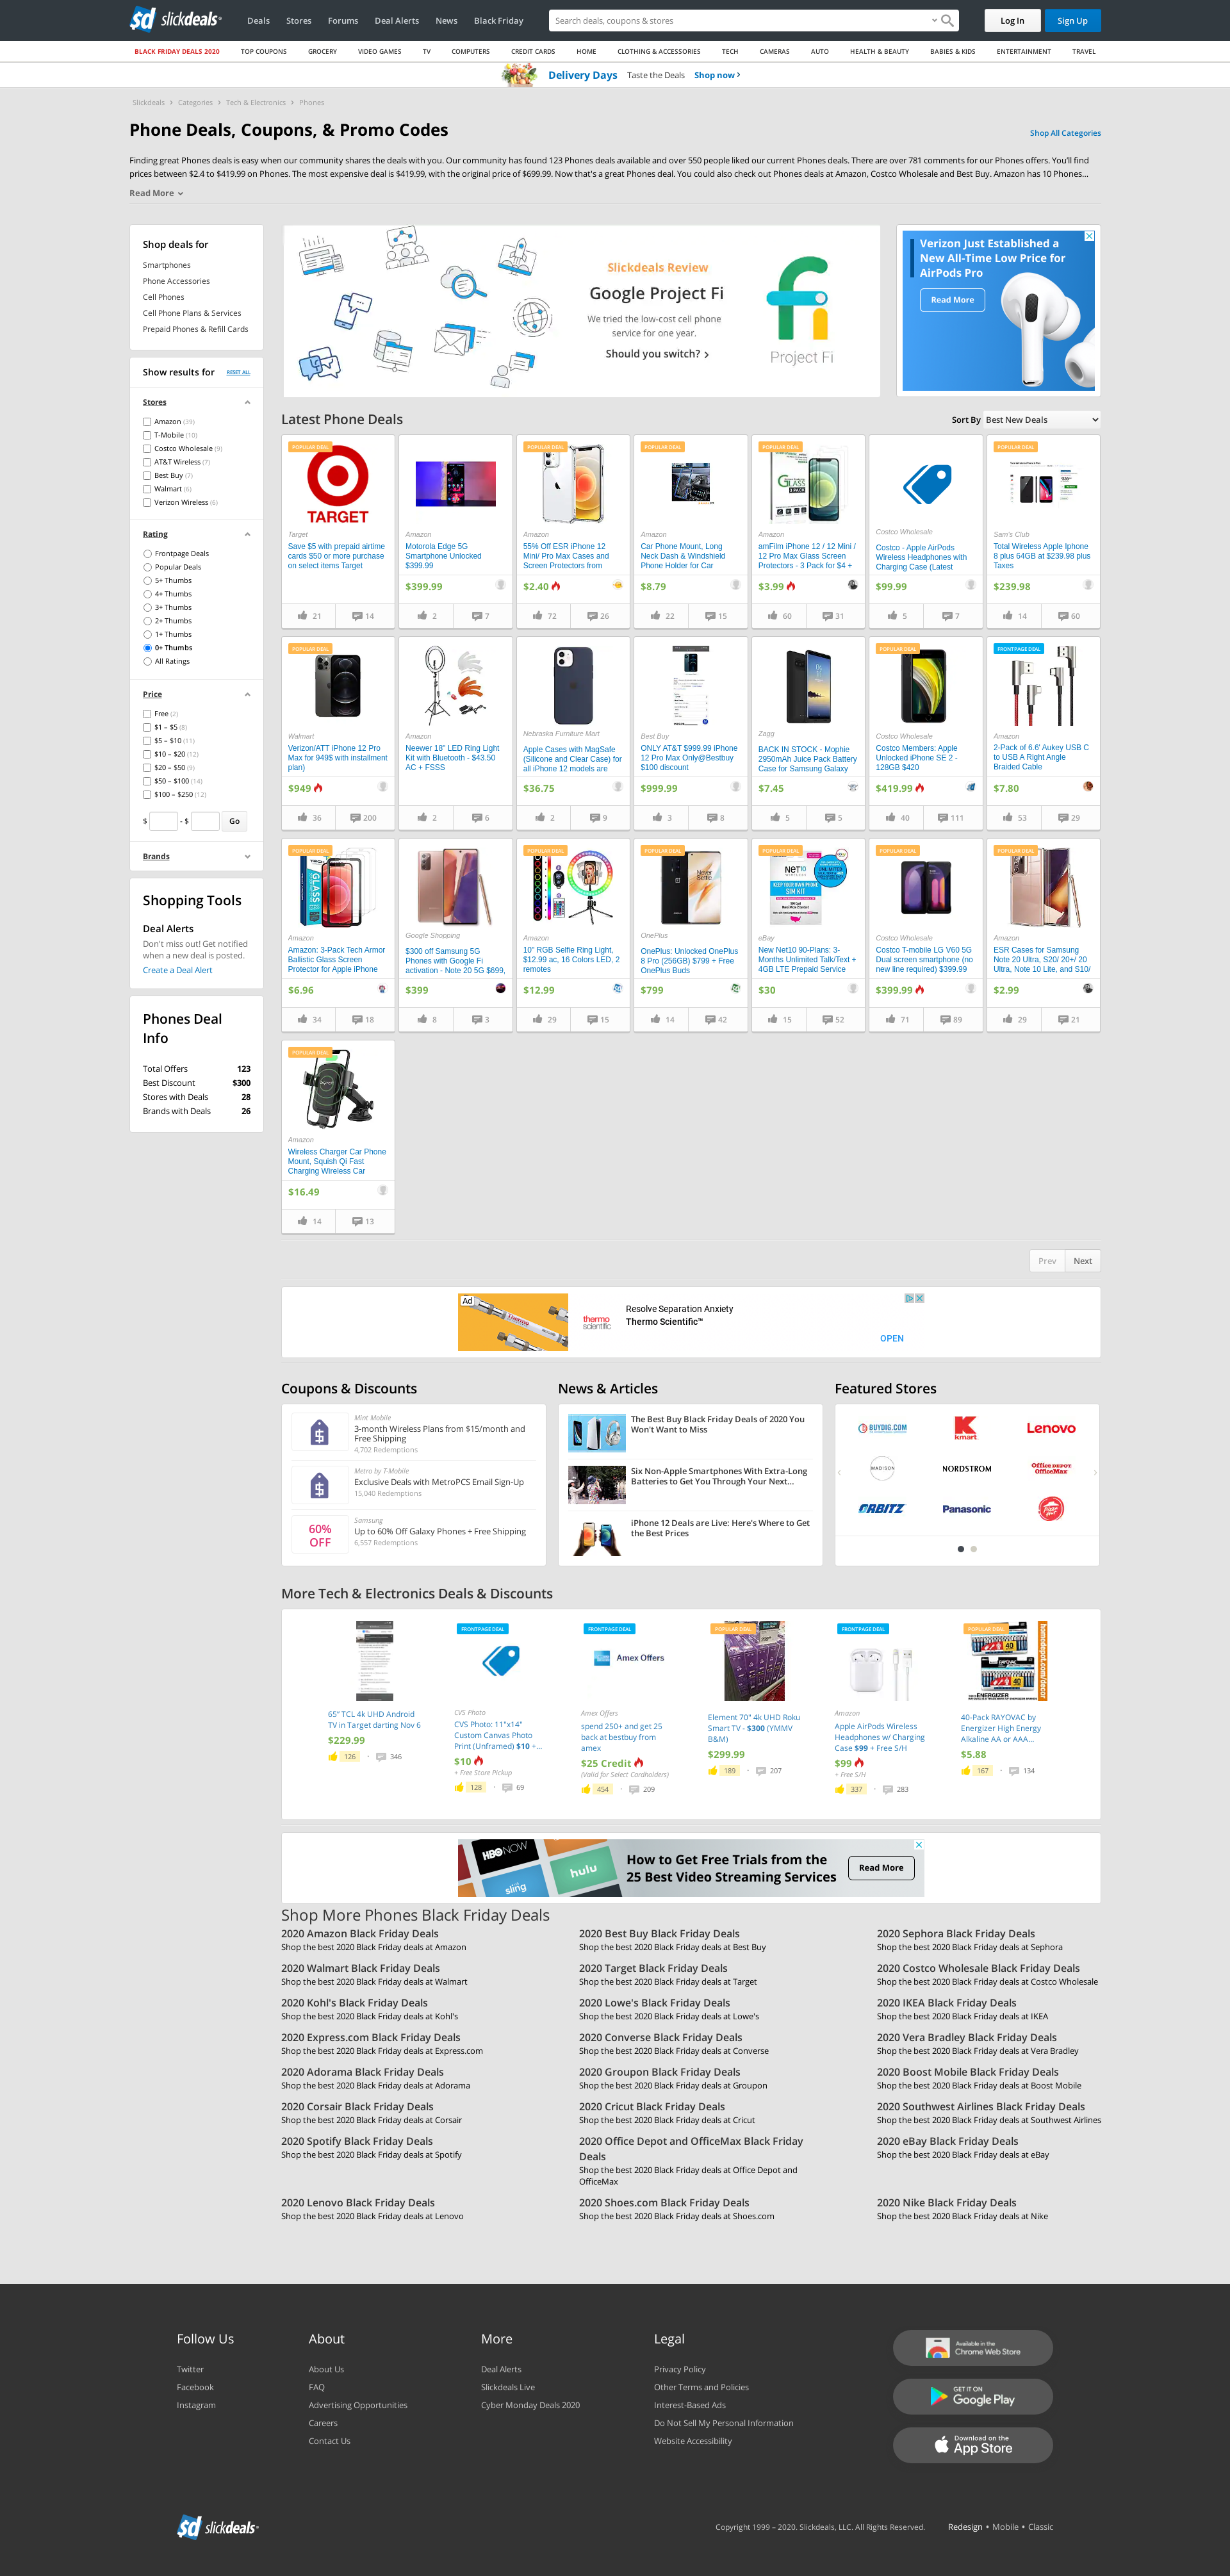 slickdeals
Deals
Stores
Forums
Deal Alerts
News
Black Friday
Search deals, coupons & stores
Log In
Sign Up
BLACK FRIDAY DEALS 2020
TOP COUPONS
GROCERY
VIDEO GAMES
TV
COMPUTERS
CREDIT CARDS
HOME
CLOTHING & ACCESSORIES
TECH
CAMERAS
AUTO
HEALTH & BEAUTY
BABIES & KIDS
ENTERTAINMENT
TRAVEL
Delivery Days Taste the Deals Shop now ›
Slickdeals › Categories › Tech & Electronics › Phones
Phone Deals, Coupons, & Promo Codes
Shop All Categories
Finding great Phones deals is easy when our community shares the deals with you. Our community has found 123 Phones deals available and over 550 people liked our current Phones deals. There are over 781 comments for our Phones offers. You'll find
prices between $2.4 to $419.99 on Phones. The most expensive deal is $419.99, with the original price of $699.99. Now that's a great Phones deal. You could also check out Phones deals at Amazon, Costco Wholesale and Best Buy. Amazon has 10 Phones...
Read More
Shop deals for
Smartphones
Phone Accessories
Cell Phones
Cell Phone Plans & Services
Prepaid Phones & Refill Cards
Show results for
RESET ALL
Stores
Amazon (39)
T-Mobile (10)
Costco Wholesale (9)
AT&T Wireless (7)
Best Buy (7)
Walmart (6)
Verizon Wireless (6)
Rating
Frontpage Deals
Popular Deals
5+ Thumbs
4+ Thumbs
3+ Thumbs
2+ Thumbs
1+ Thumbs
0+ Thumbs
All Ratings
Price
Free (2)
$1 – $5 (8)
$5 – $10 (11)
$10 – $20 (12)
$20 – $50 (9)
$50 – $100 (14)
$100 – $250 (12)
$ - $ Go
Brands
Shopping Tools
Deal Alerts
Don't miss out! Get notified
when a new deal is posted.
Create a Deal Alert
Phones Deal
Info
Total Offers 123
Best Discount $300
Stores with Deals 28
Brands with Deals 26
Slickdeals Review
Google Project Fi
We tried the low-cost cell phone
service for one year.
Should you switch? ›
Project Fi
Verizon Just Established a
New All-Time Low Price for
AirPods Pro
Read More
Latest Phone Deals
Sort By Best New Deals
POPULAR DEAL
TARGET
Target
Save $5 with prepaid airtime
cards $50 or more purchase
on select items Target
21 14
Amazon
Motorola Edge 5G
Smartphone Unlocked
$399.99
$399.99
2 7
POPULAR DEAL
Amazon
55% Off ESR iPhone 12
Mini/ Pro Max Cases and
Screen Protectors from
$2.40
72 26
POPULAR DEAL
Amazon
Car Phone Mount, Long
Neck Dash & Windshield
Phone Holder for Car
$8.79
22 15
POPULAR DEAL
GLASS
Amazon
amFilm iPhone 12 / 12 Mini /
12 Pro Max Glass Screen
Protectors - 3 Pack for $4 +
$3.99
60 31
Costco Wholesale
Costco - Apple AirPods
Wireless Headphones with
Charging Case (Latest
$99.99
5 7
POPULAR DEAL
Sam's Club
Total Wireless Apple Iphone
8 plus 64GB at $239.98 plus
Taxes
$239.98
14 60
POPULAR DEAL
Walmart
Verizon/ATT iPhone 12 Pro
Max for 949$ with installment
plan)
$949
36 200
Amazon
Neewer 18" LED Ring Light
Kit with Bluetooth - $43.50
AC + FSSS
2 6
Nebraska Furniture Mart
Apple Cases with MagSafe
(Silicone and Clear Case) for
all iPhone 12 models are
$36.75
2 9
Best Buy
ONLY AT&T $999.99 iPhone
12 Pro Max Only@Bestbuy
$100 discount
$999.99
3 8
Zagg
BACK IN STOCK - Mophie
2950mAh Juice Pack Battery
Case for Samsung Galaxy
$7.45
5 5
POPULAR DEAL
Costco Wholesale
Costco Members: Apple
Unlocked iPhone SE 2 -
128GB $420
$419.99
40 111
FRONTPAGE DEAL
Amazon
2-Pack of 6.6' Aukey USB C
to USB A Right Angle
Braided Cable
$7.80
53 29
POPULAR DEAL
GLASS
Amazon
Amazon: 3-Pack Tech Armor
Ballistic Glass Screen
Protector for Apple iPhone
$6.96
34 18
Google Shopping
$300 off Samsung 5G
Phones with Google Fi
activation - Note 20 5G $699,
$399
8 3
POPULAR DEAL
Amazon
10" RGB Selfie Ring Light,
$12.99 ac, 16 Colors LED, 2
remotes
$12.99
29 15
POPULAR DEAL
OnePlus
OnePlus: Unlocked OnePlus
8 Pro (256GB) $799 + Free
OnePlus Buds
$799
14 42
POPULAR DEAL
NET10
KEEP YOUR OWN PHONE
SIM KIT
eBay
New Net10 90-Plans: 3-
Months Unlimited Talk/Text +
4GB LTE Prepaid Service
$30
15 52
POPULAR DEAL
Costco Wholesale
Costco T-mobile LG V60 5G
Dual screen smartphone (no
new line required) $399.99
$399.99
71 89
POPULAR DEAL
Amazon
ESR Cases for Samsung
Note 20 Ultra, S20/ 20+/ 20
Ultra, Note 10 Lite, and S10/
$2.99
29 21
POPULAR DEAL
Amazon
Wireless Charger Car Phone
Mount, Squish Qi Fast
Charging Wireless Car
$16.49
14 13
Prev Next
Ad
thermo
scientific
Resolve Separation Anxiety
Thermo Scientific™
OPEN
Coupons & Discounts
Mint Mobile
3-month Wireless Plans from $15/month and
Free Shipping
4,702 Redemptions
Metro by T-Mobile
Exclusive Deals with MetroPCS Email Sign-Up
15,040 Redemptions
60%
OFF
Samsung
Up to 60% Off Galaxy Phones + Free Shipping
6,557 Redemptions
News & Articles
The Best Buy Black Friday Deals of 2020 You
Won't Want to Miss
Six Non-Apple Smartphones With Extra-Long
Batteries to Get You Through Your Next...
iPhone 12 Deals are Live: Here's Where to Get
the Best Prices
Featured Stores
BUYDIG.COM
kmart
Lenovo
MADISON
NORDSTROM
Office DEPOT
OfficeMax
ORBITZ
Panasonic
More Tech & Electronics Deals & Discounts
65" TCL 4k UHD Android
TV in Target darting Nov 6
$229.99
126 • 346
FRONTPAGE DEAL
CVS Photo
CVS Photo: 11"x14"
Custom Canvas Photo
Print (Unframed) $10 +...
$10
+ Free Store Pickup
128 • 69
FRONTPAGE DEAL
Amex Offers
Amex Offers
spend 250+ and get 25
back at bestbuy from
amex
$25 Credit
(Valid for Select Cardholders)
454 • 209
POPULAR DEAL
Element 70" 4k UHD Roku
Smart TV - $300 (YMMV
B&M)
$299.99
189 • 207
FRONTPAGE DEAL
Amazon
Apple AirPods Wireless
Headphones w/ Charging
Case $99 + Free S/H
$99
+ Free S/H
337 • 283
POPULAR DEAL
40
40
ENERGIZER
homedepot.com/decor
40-Pack RAYOVAC by
Energizer High Energy
Alkaline AA or AAA...
$5.88
167 • 134
HBO NOW
hulu
sling
How to Get Free Trials from the
25 Best Video Streaming Services
Read More
Shop More Phones Black Friday Deals
2020 Amazon Black Friday Deals
Shop the best 2020 Black Friday deals at Amazon
2020 Best Buy Black Friday Deals
Shop the best 2020 Black Friday deals at Best Buy
2020 Sephora Black Friday Deals
Shop the best 2020 Black Friday deals at Sephora
2020 Walmart Black Friday Deals
Shop the best 2020 Black Friday deals at Walmart
2020 Target Black Friday Deals
Shop the best 2020 Black Friday deals at Target
2020 Costco Wholesale Black Friday Deals
Shop the best 2020 Black Friday deals at Costco Wholesale
2020 Kohl's Black Friday Deals
Shop the best 2020 Black Friday deals at Kohl's
2020 Lowe's Black Friday Deals
Shop the best 2020 Black Friday deals at Lowe's
2020 IKEA Black Friday Deals
Shop the best 2020 Black Friday deals at IKEA
2020 Express.com Black Friday Deals
Shop the best 2020 Black Friday deals at Express.com
2020 Converse Black Friday Deals
Shop the best 2020 Black Friday deals at Converse
2020 Vera Bradley Black Friday Deals
Shop the best 2020 Black Friday deals at Vera Bradley
2020 Adorama Black Friday Deals
Shop the best 2020 Black Friday deals at Adorama
2020 Groupon Black Friday Deals
Shop the best 2020 Black Friday deals at Groupon
2020 Boost Mobile Black Friday Deals
Shop the best 2020 Black Friday deals at Boost Mobile
2020 Corsair Black Friday Deals
Shop the best 2020 Black Friday deals at Corsair
2020 Cricut Black Friday Deals
Shop the best 2020 Black Friday deals at Cricut
2020 Southwest Airlines Black Friday Deals
Shop the best 2020 Black Friday deals at Southwest Airlines
2020 Spotify Black Friday Deals
Shop the best 2020 Black Friday deals at Spotify
2020 Office Depot and OfficeMax Black Friday
Deals
Shop the best 2020 Black Friday deals at Office Depot and
OfficeMax
2020 eBay Black Friday Deals
Shop the best 2020 Black Friday deals at eBay
2020 Lenovo Black Friday Deals
Shop the best 2020 Black Friday deals at Lenovo
2020 Shoes.com Black Friday Deals
Shop the best 2020 Black Friday deals at Shoes.com
2020 Nike Black Friday Deals
Shop the best 2020 Black Friday deals at Nike
Follow Us
Twitter
Facebook
Instagram
About
About Us
FAQ
Advertising Opportunities
Careers
Contact Us
More
Deal Alerts
Slickdeals Live
Cyber Monday Deals 2020
Legal
Privacy Policy
Other Terms and Policies
Interest-Based Ads
Do Not Sell My Personal Information
Website Accessibility
Available in the
Chrome Web Store
GET IT ON
Google Play
Download on the
App Store
slickdeals
Copyright 1999 – 2020. Slickdeals, LLC. All Rights Reserved.
Redesign • Mobile • Classic